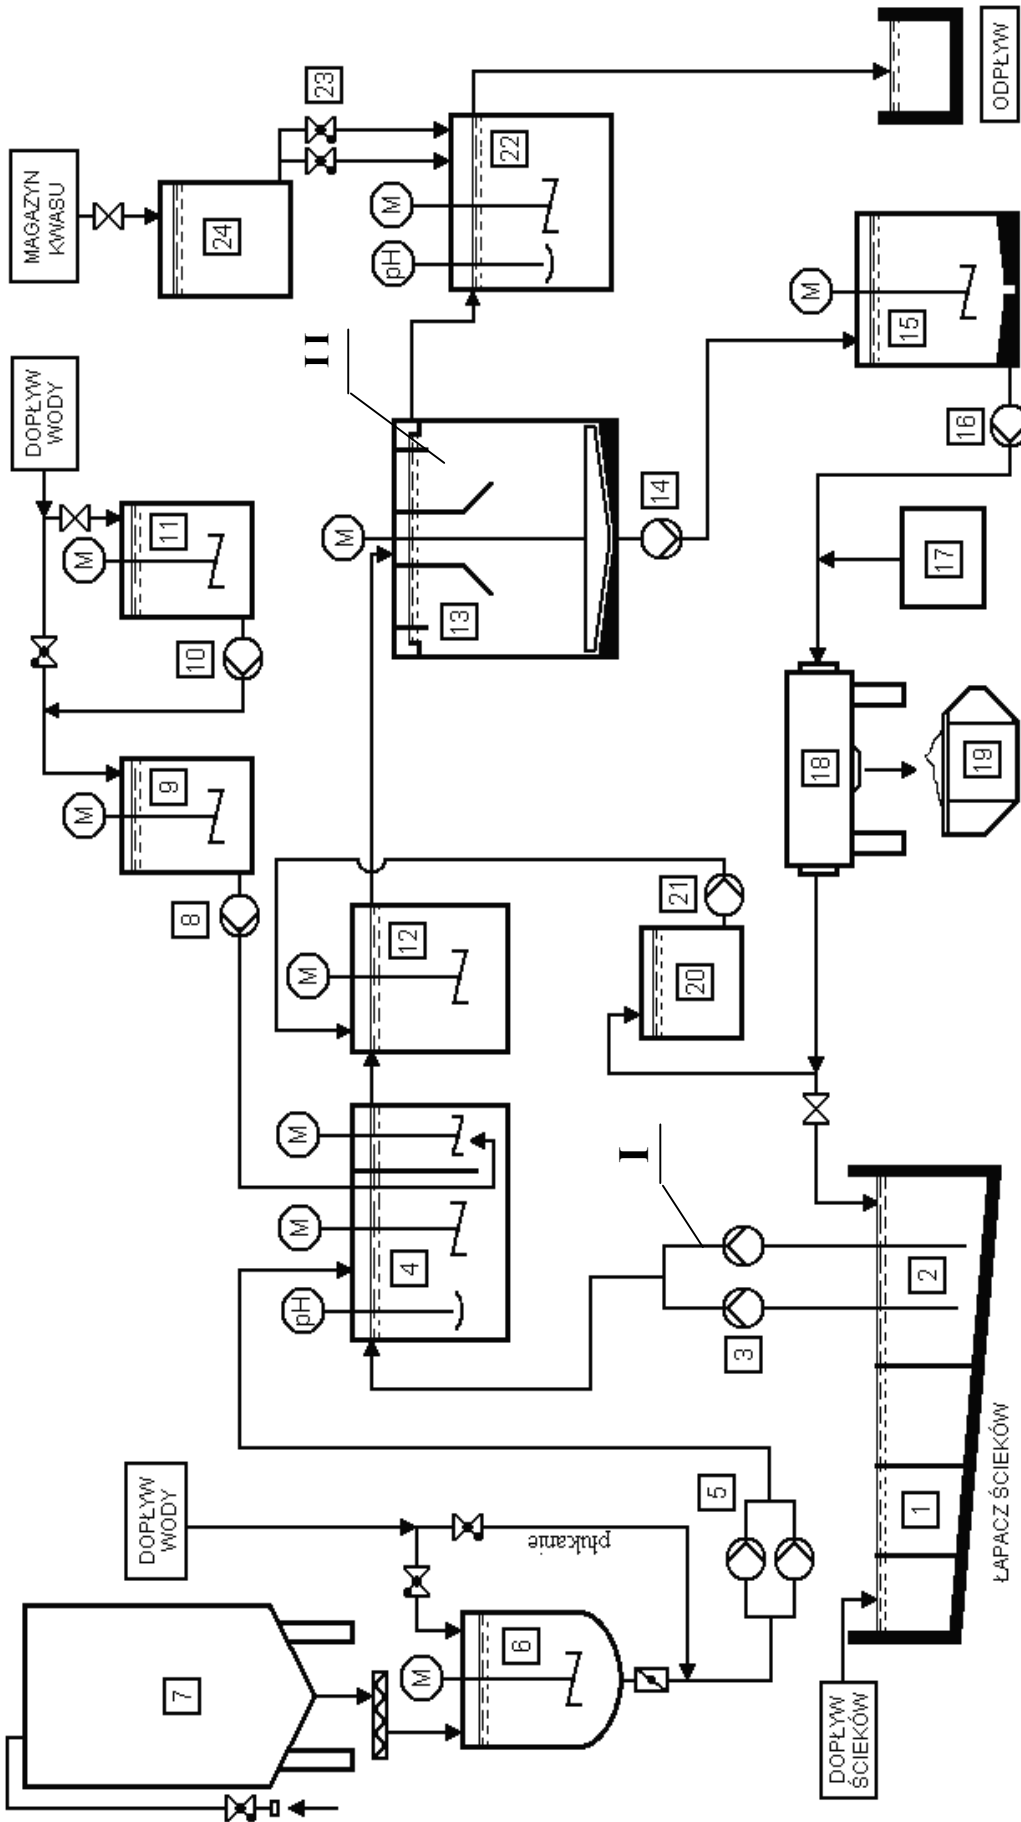 MAGAZYN
KWASU
24
23
M
pH
22
ODPŁYW
DOPŁYW
WODY
M
11
10
M
9
8
M
13
II
14
M
15
16
17
18
19
M
12
20
21
M
M
pH
4
I
3
2
1
ŁAPACZ ŚCIEKÓW
DOPŁYW
ŚCIEKÓW
DOPŁYW
WODY
płukanie
5
7
M
6